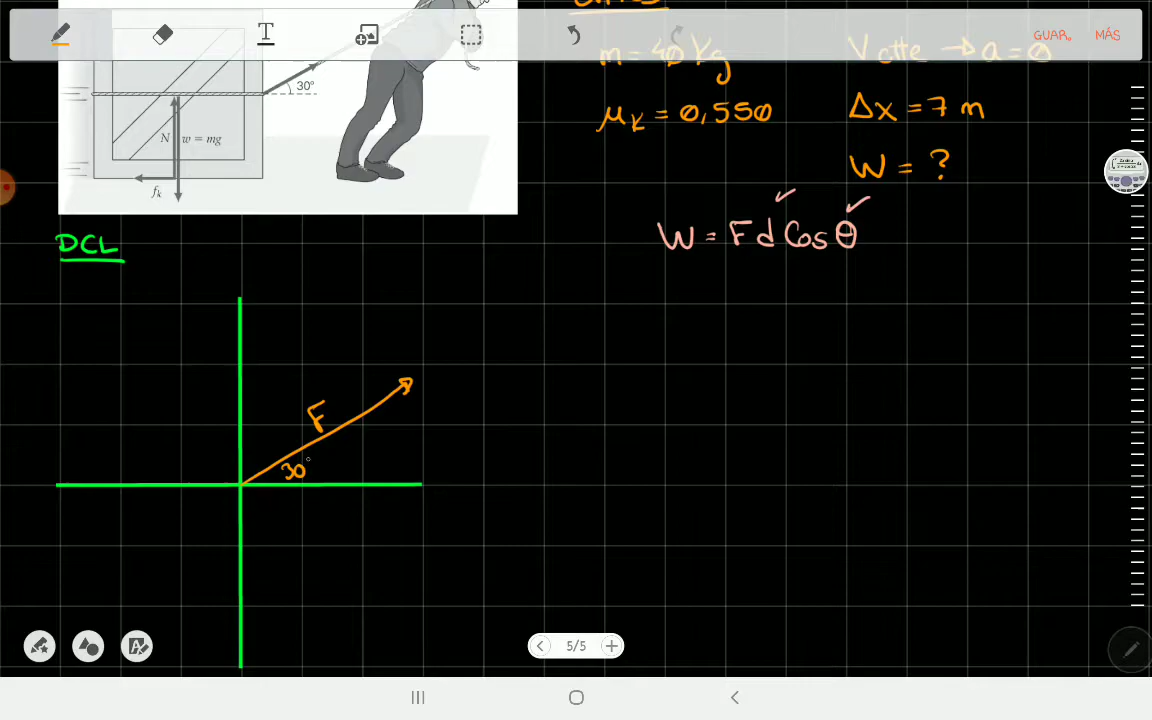 T
GUAR. MÁS
m = 40 Kg
V ctte → a = 0
30°
μk = 0,550
Δx = 7 m
N w = mg
W = ?
fk
W = F d Cos θ
DCL
F
30°
5/5